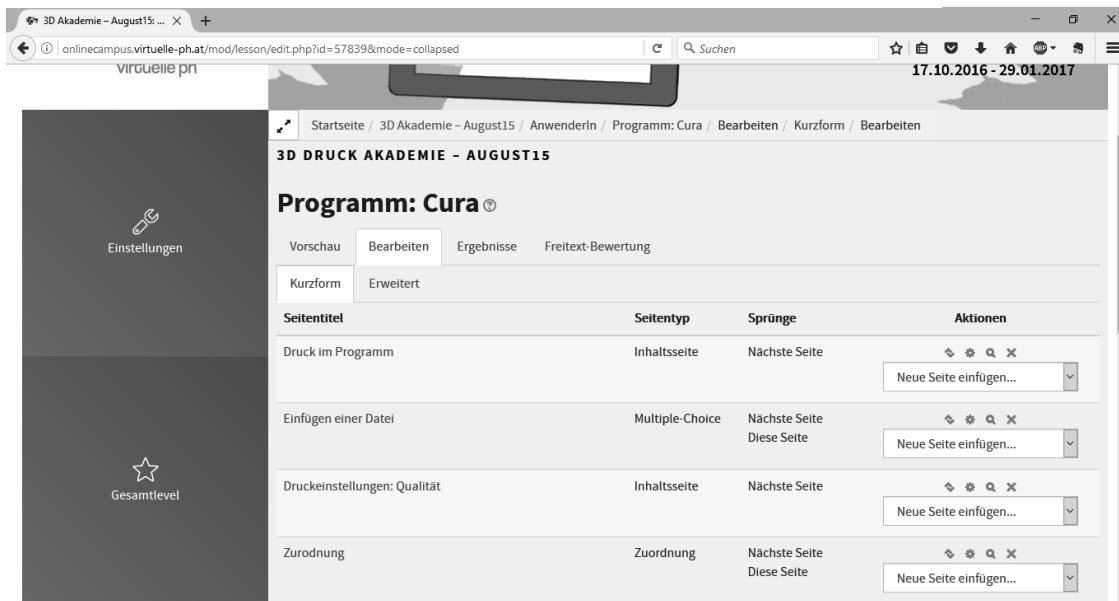 3D Akademie – August15: ...
onlinecampus.virtuelle-ph.at/mod/lesson/edit.php?id=57839&mode=collapsed
Suchen
ABP
virtuelle ph
17.10.2016 - 29.01.2017
Startseite / 3D Akademie – August15 / AnwenderIn / Programm: Cura / Bearbeiten / Kurzform / Bearbeiten
3D DRUCK AKADEMIE – AUGUST15
Programm: Cura
Einstellungen
Vorschau Bearbeiten Ergebnisse Freitext-Bewertung
Kurzform Erweitert
Seitentitel Seitentyp Sprünge Aktionen
Druck im Programm Inhaltsseite Nächste Seite
Neue Seite einfügen...
Einfügen einer Datei Multiple-Choice Nächste Seite
Diese Seite
Neue Seite einfügen...
Gesamtlevel
Druckeinstellungen: Qualität Inhaltsseite Nächste Seite
Neue Seite einfügen...
Zurodnung Zuordnung Nächste Seite
Diese Seite
Neue Seite einfügen...